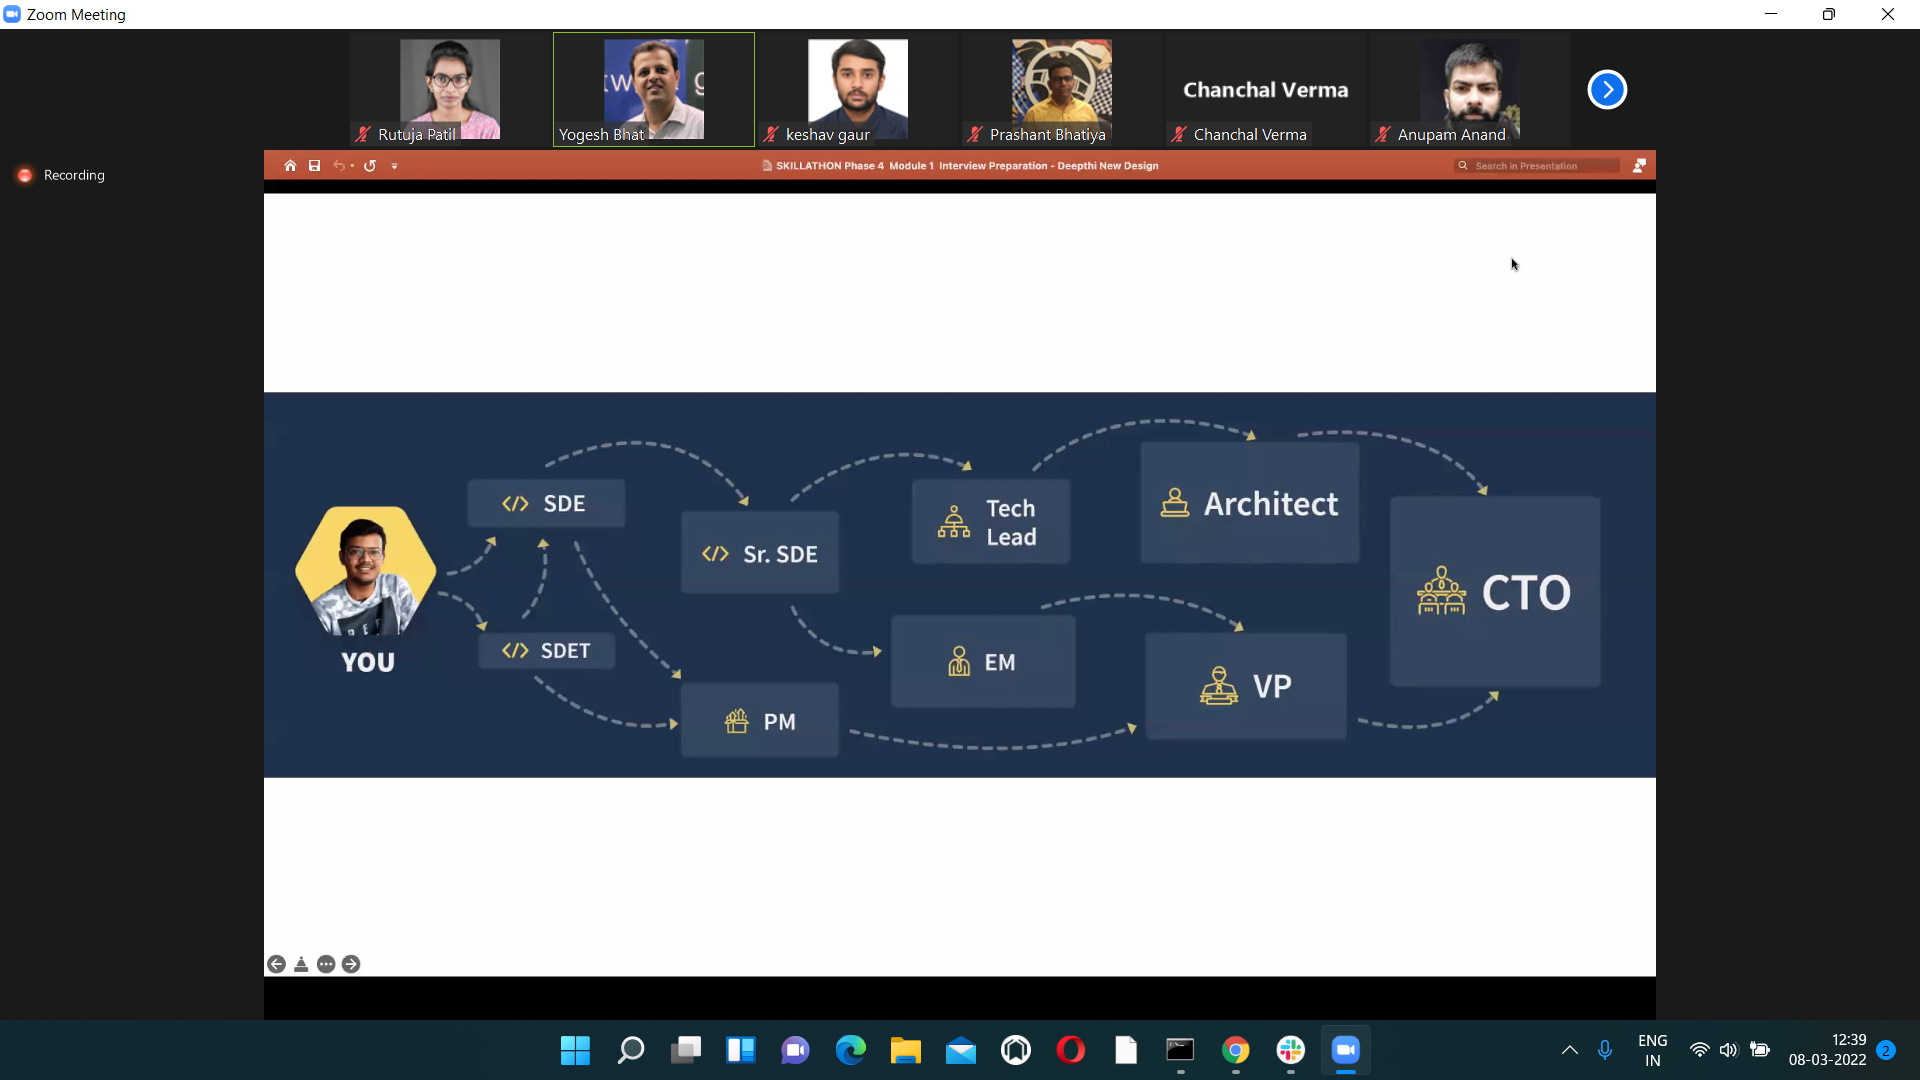 Zoom Meeting
Chanchal Verma
Rutuja Patil
Yogesh Bhat
keshav gaur
Prashant Bhatiya
Chanchal Verma
Anupam Anand
Recording
SKILLATHON Phase 4 Module 1 Interview Preparation - Deepthi New Design
Search in Presentation
</> SDE
</> Sr. SDE
Tech
Lead
Architect
CTO
YOU
</> SDET
PM
EM
VP
ENG
IN
12:39
08-03-2022
2